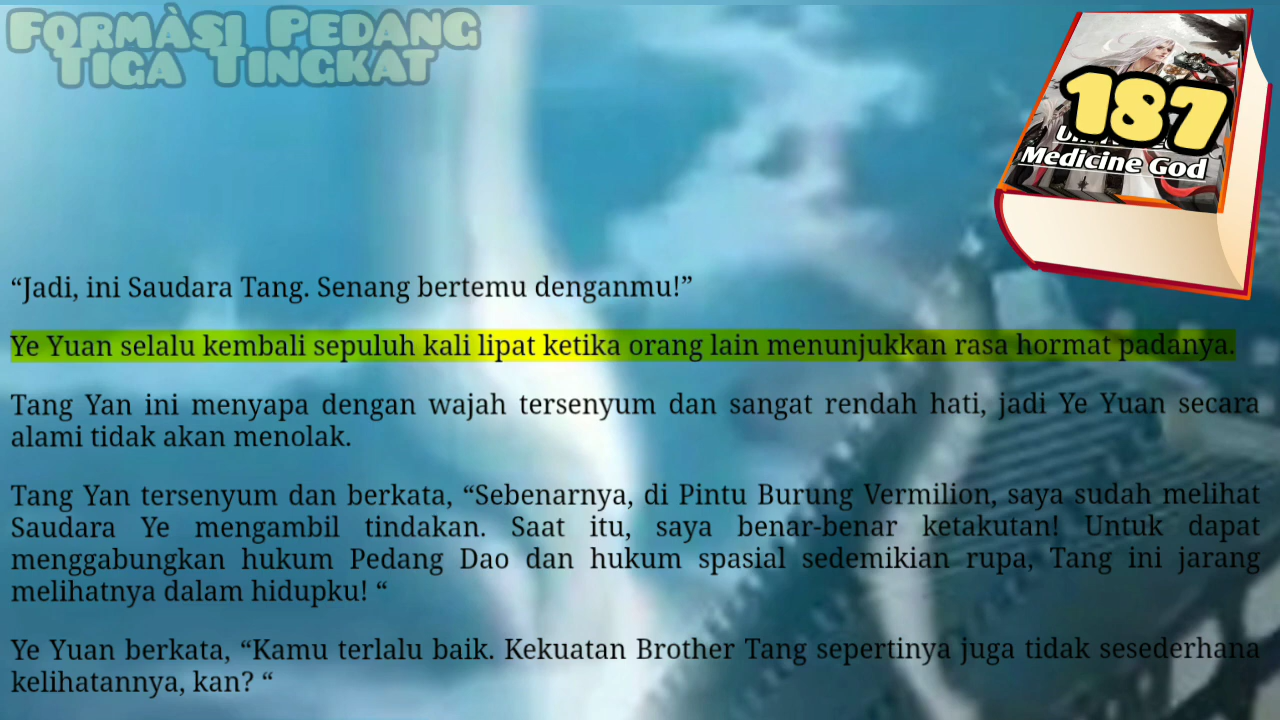 Formàsi Pedang
Tiga Tingkat
187
Medicine God
“Jadi, ini Saudara Tang. Senang bertemu denganmu!”
Ye Yuan selalu kembali sepuluh kali lipat ketika orang lain menunjukkan rasa hormat padanya.
Tang Yan ini menyapa dengan wajah tersenyum dan sangat rendah hati, jadi Ye Yuan secara
alami tidak akan menolak.
Tang Yan tersenyum dan berkata, “Sebenarnya, di Pintu Burung Vermilion, saya sudah melihat
Saudara Ye mengambil tindakan. Saat itu, saya benar-benar ketakutan! Untuk dapat
menggabungkan hukum Pedang Dao dan hukum spasial sedemikian rupa, Tang ini jarang
melihatnya dalam hidupku! “
Ye Yuan berkata, “Kamu terlalu baik. Kekuatan Brother Tang sepertinya juga tidak sesederhana
kelihatannya, kan? “